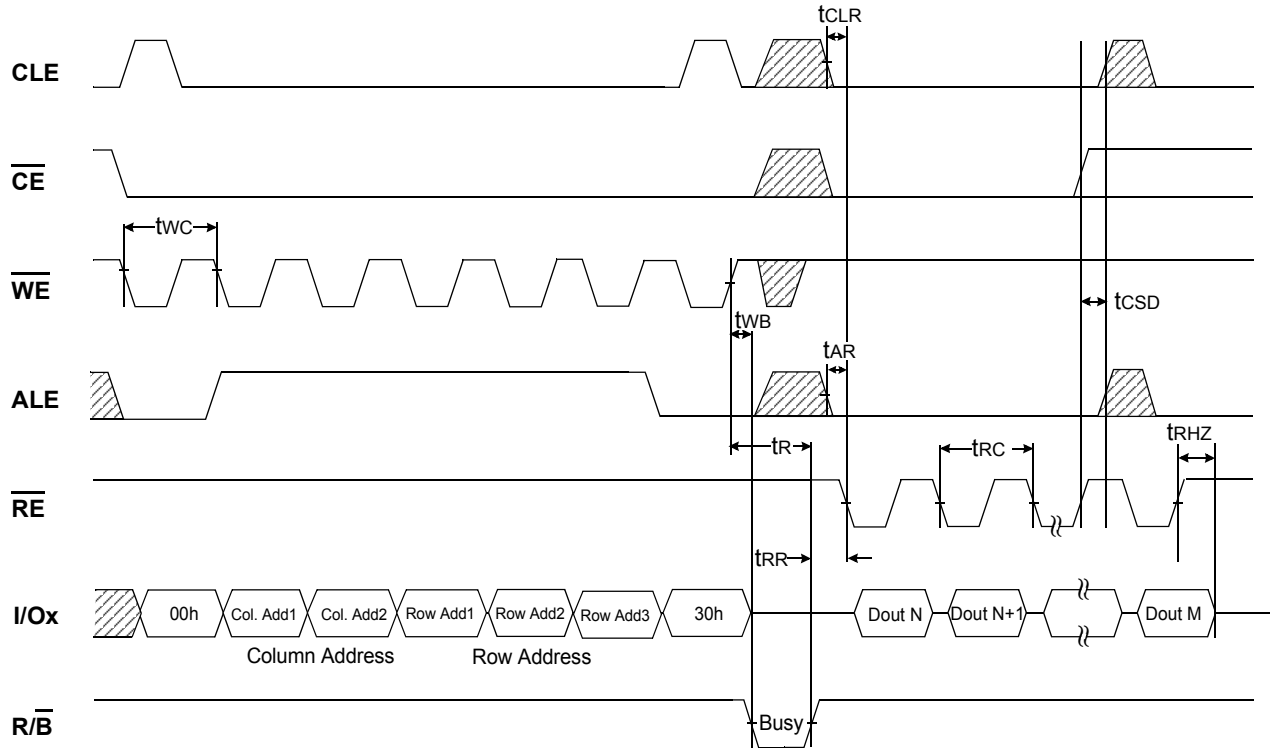 tCLR
CLE
CE
tWC
WE
tCSD
tWB
tAR
ALE
tR
tRC
tRHZ
RE
tRR
I/Ox
00h
Col. Add1
Col. Add2
Row Add1
Row Add2
Row Add3
30h
Dout N
Dout N+1
Dout M
Column Address
Row Address
R/B
Busy